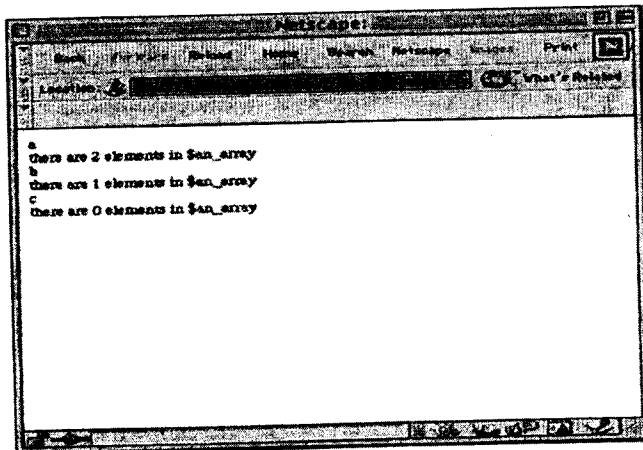 Netscape:
Back Forward Reload Home Search Netscape Images Print
Location: What's Related
a
there are 2 elements in $an_array
b
there are 1 elements in $an_array
c
there are 0 elements in $an_array